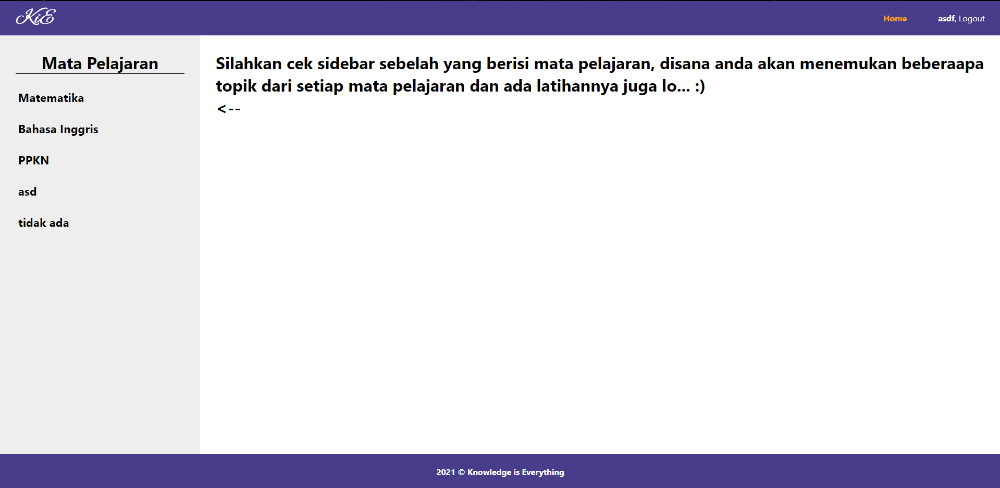 KiE
Home
asdf, Logout
Mata Pelajaran
Matematika
Bahasa Inggris
PPKN
asd
tidak ada
Silahkan cek sidebar sebelah yang berisi mata pelajaran, disana anda akan menemukan beberaapa
topik dari setiap mata pelajaran dan ada latihannya juga lo... :)
<--
2021 © Knowledge is Everything